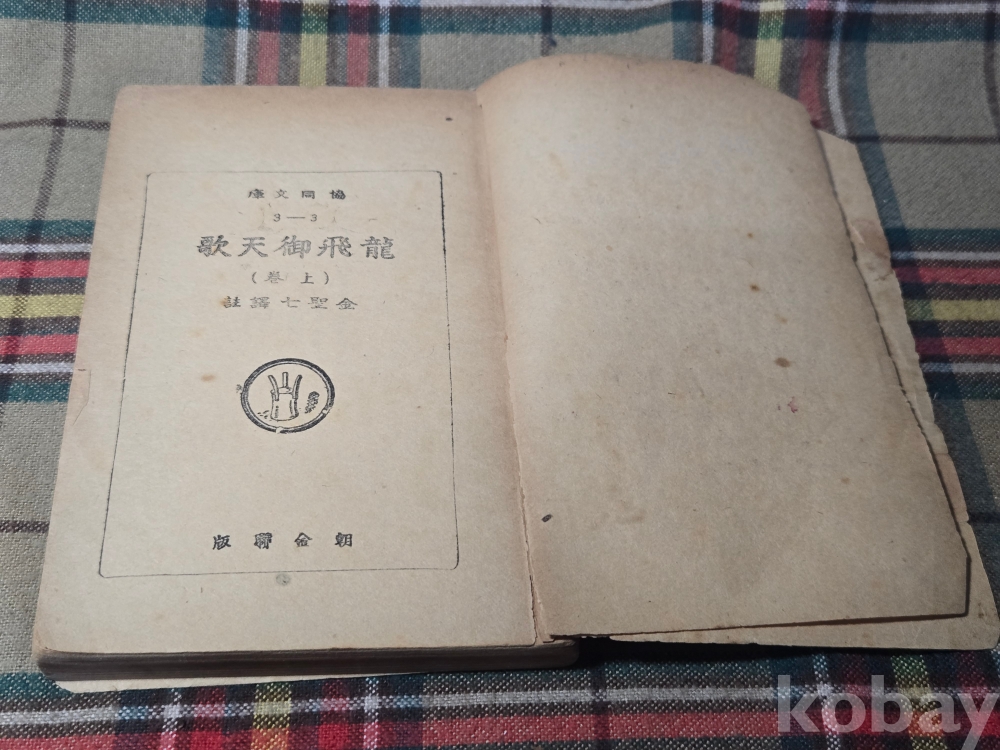 協同文庫
3—3
龍飛御天歌
(上卷)
金聖七譯註
朝金聯版
kobay